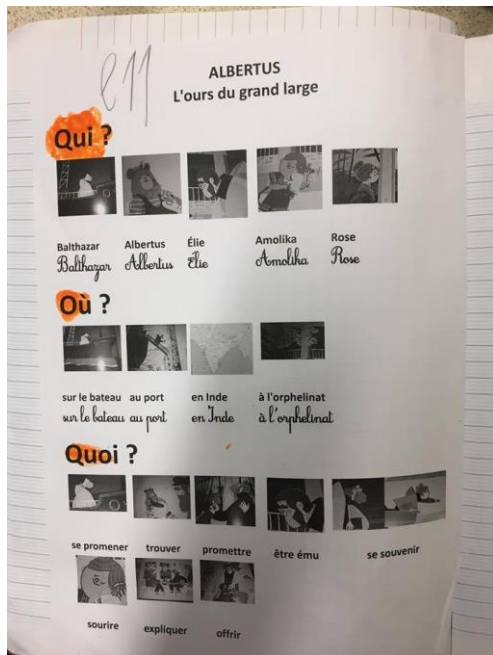 e11
ALBERTUS
L'ours du grand large
Qui ?
Balthazar Albertus Élie Amolika Rose
Balthazar Albertus Élie Amolika Rose
Où ?
sur le bateau au port en Inde à l'orphelinat
sur le bateau au port en Inde à l'orphelinat
Quoi ?
se promener trouver promettre être ému se souvenir
sourire expliquer offrir